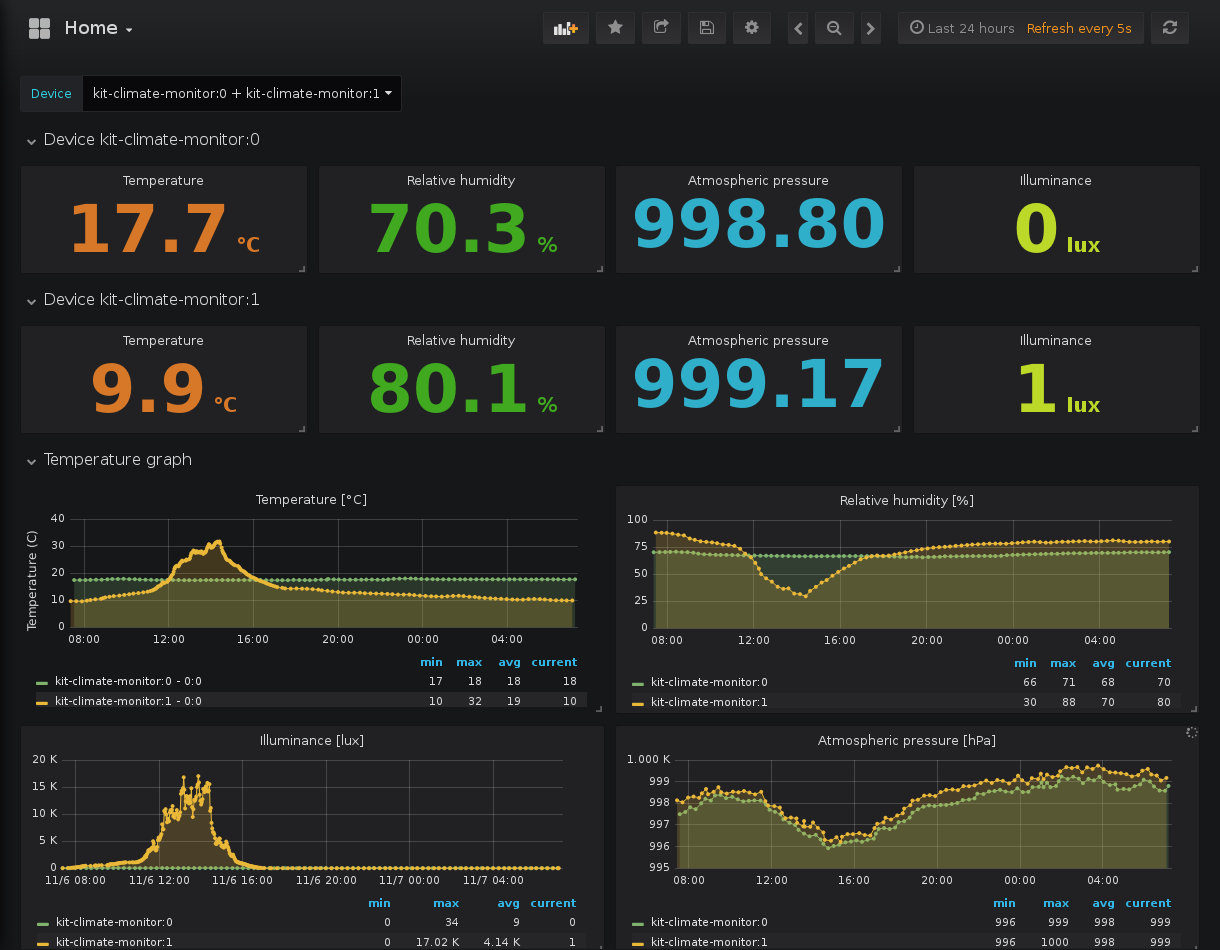 Home
Last 24 hours Refresh every 5s
Device kit-climate-monitor:0 + kit-climate-monitor:1
Device kit-climate-monitor:0
Temperature Relative humidity Atmospheric pressure Illuminance
17.7 °C 70.3 % 998.80 0 lux
Device kit-climate-monitor:1
Temperature Relative humidity Atmospheric pressure Illuminance
9.9 °C 80.1 % 999.17 1 lux
Temperature graph
Temperature [°C]
Temperature (C)
40
30
20
10
0
08:00 12:00 16:00 20:00 00:00 04:00
min max avg current
kit-climate-monitor:0 - 0:0 17 18 18 18
kit-climate-monitor:1 - 0:0 10 32 19 10
Relative humidity [%]
100
75
50
25
0
08:00 12:00 16:00 20:00 00:00 04:00
min max avg current
kit-climate-monitor:0 66 71 68 70
kit-climate-monitor:1 30 88 70 80
Illuminance [lux]
20 K
15 K
10 K
5 K
0
11/6 08:00 11/6 12:00 11/6 16:00 11/6 20:00 11/7 00:00 11/7 04:00
min max avg current
kit-climate-monitor:0 0 34 9 0
kit-climate-monitor:1 0 17.02 K 4.14 K 1
Atmospheric pressure [hPa]
1.000 K
999
998
997
996
995
08:00 12:00 16:00 20:00 00:00 04:00
min max avg current
kit-climate-monitor:0 996 999 998 999
kit-climate-monitor:1 996 1000 998 999